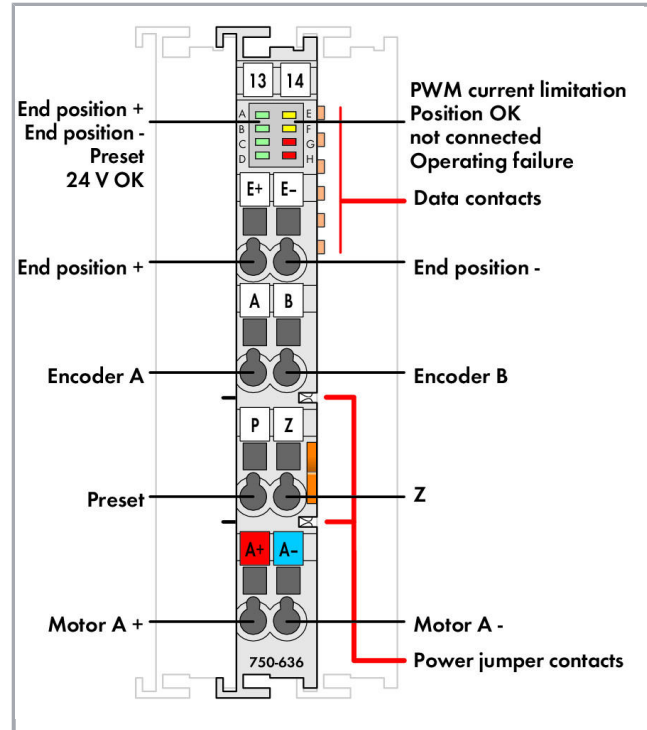 13 14
End position +
End position -
Preset
24 V OK
A
B
C
D
E
F
G
H
PWM current limitation
Position OK
not connected
Operating failure
E+ E−
Data contacts
End position +
End position -
A B
Encoder A
Encoder B
P Z
Preset
Z
A+ A−
Motor A +
Motor A -
750-636
Power jumper contacts